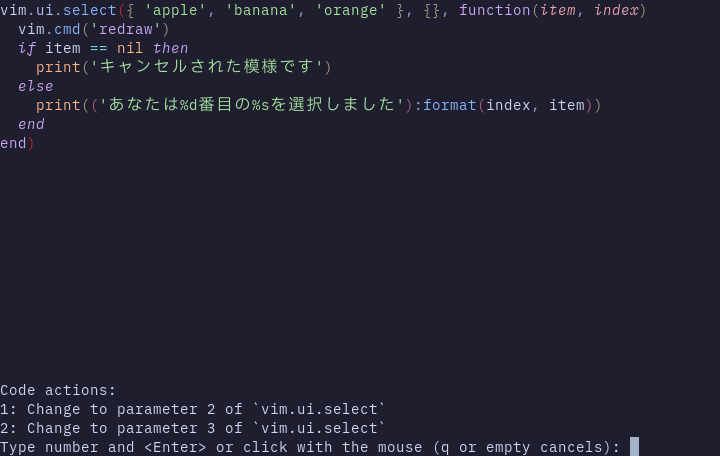 vim.ui.select({ 'apple', 'banana', 'orange' }, {}, function(item, index)
  vim.cmd('redraw')
  if item == nil then
    print('キャンセルされた模様です')
  else
    print(('あなたは%d番目の%sを選択しました'):format(index, item))
  end
end)
Code actions:
1: Change to parameter 2 of `vim.ui.select`
2: Change to parameter 3 of `vim.ui.select`
Type number and <Enter> or click with the mouse (q or empty cancels):